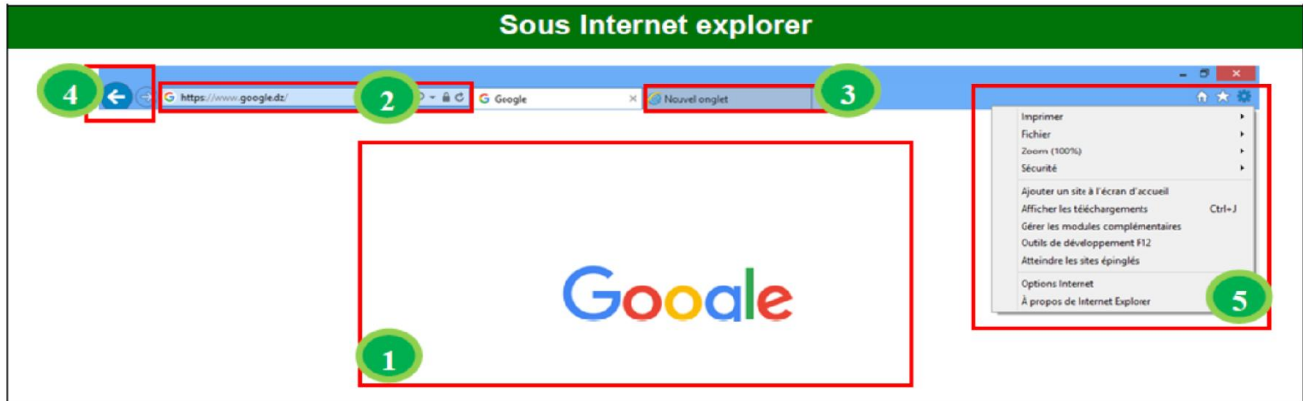 Sous Internet explorer
4
https://www.google.dz/
2
Google
Nouvel onglet
3
Imprimer
Fichier
Zoom (100%)
Sécurité
Ajouter un site à l'écran d'accueil
Afficher les téléchargements Ctrl+J
Gérer les modules complémentaires
Outils de développement F12
Atteindre les sites épinglés
Options Internet
À propos de Internet Explorer
5
Google
1